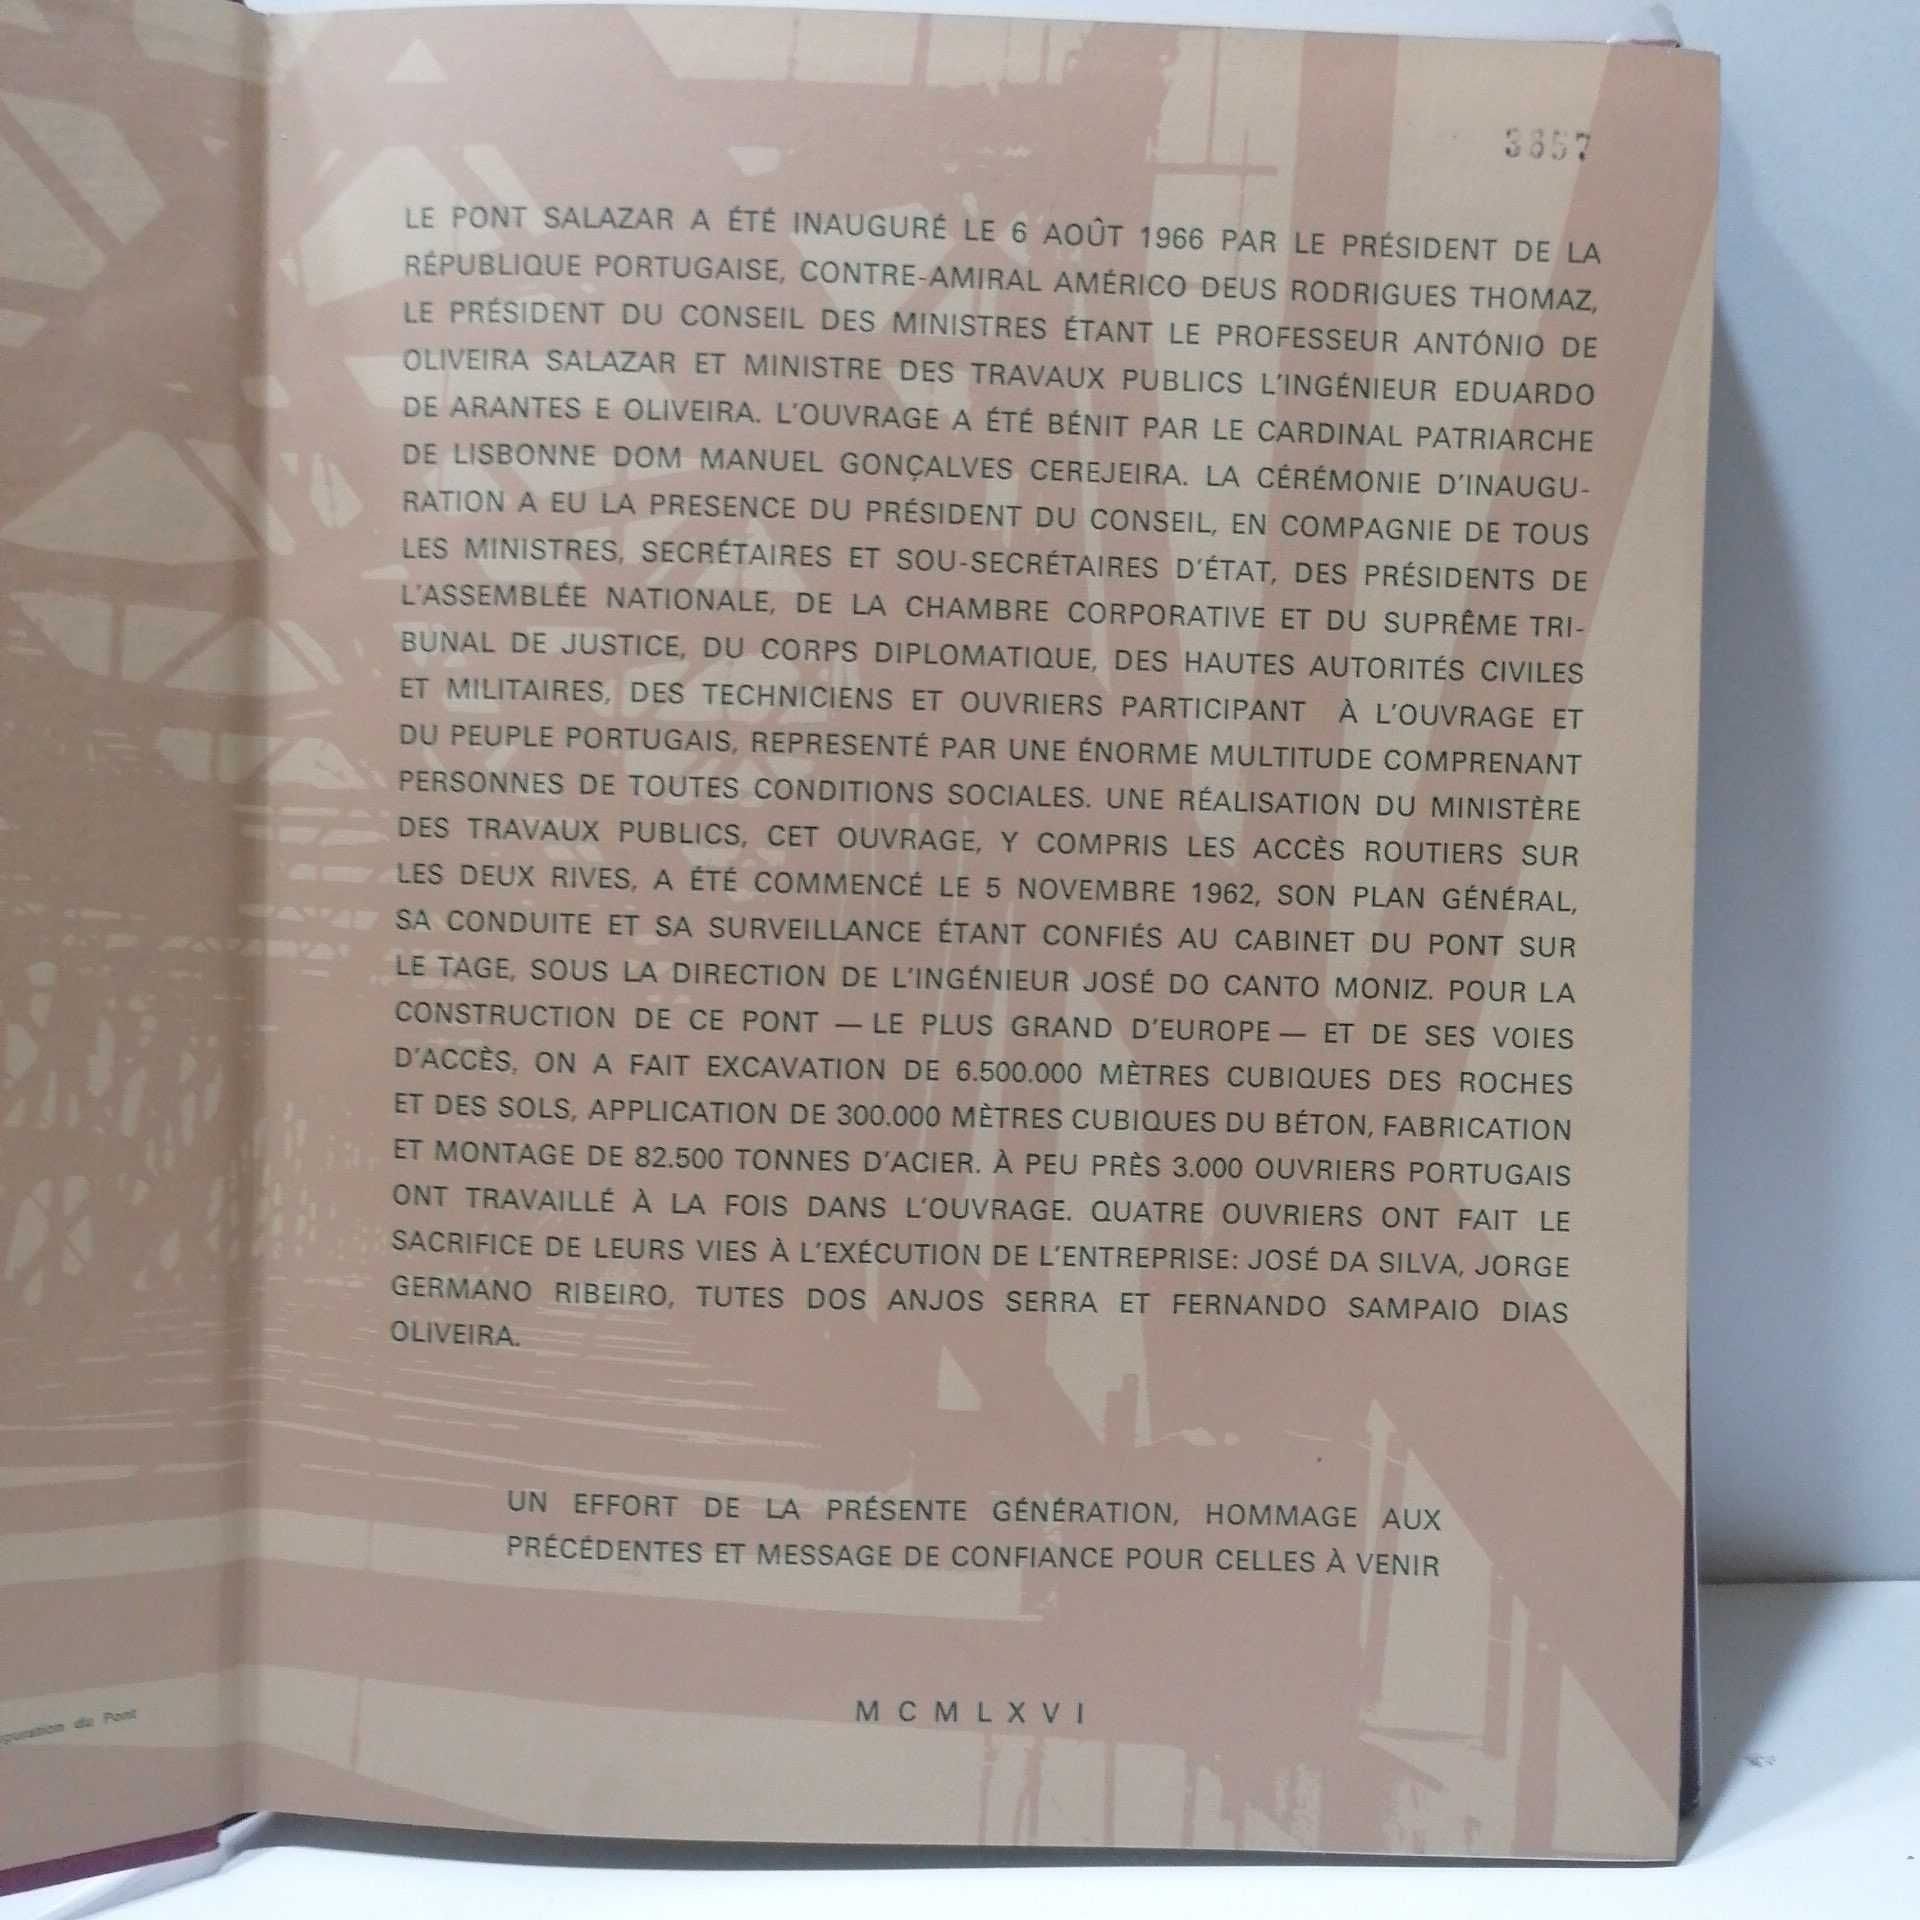 3857
LE PONT SALAZAR A ÉTÉ INAUGURÉ LE 6 AOÛT 1966 PAR LE PRÉSIDENT DE LA
RÉPUBLIQUE PORTUGAISE, CONTRE-AMIRAL AMÉRICO DEUS RODRIGUES THOMAZ,
LE PRÉSIDENT DU CONSEIL DES MINISTRES ÉTANT LE PROFESSEUR ANTÓNIO DE
OLIVEIRA SALAZAR ET MINISTRE DES TRAVAUX PUBLICS L'INGÉNIEUR EDUARDO
DE ARANTES E OLIVEIRA. L'OUVRAGE A ÉTÉ BÉNIT PAR LE CARDINAL PATRIARCHE
DE LISBONNE DOM MANUEL GONÇALVES CEREJEIRA. LA CÉRÉMONIE D'INAUGU-
RATION A EU LA PRESENCE DU PRÉSIDENT DU CONSEIL, EN COMPAGNIE DE TOUS
LES MINISTRES, SECRÉTAIRES ET SOU-SECRÉTAIRES D'ÉTAT, DES PRÉSIDENTS DE
L'ASSEMBLÉE NATIONALE, DE LA CHAMBRE CORPORATIVE ET DU SUPRÊME TRI-
BUNAL DE JUSTICE, DU CORPS DIPLOMATIQUE, DES HAUTES AUTORITÉS CIVILES
ET MILITAIRES, DES TECHNICIENS ET OUVRIERS PARTICIPANT À L'OUVRAGE ET
DU PEUPLE PORTUGAIS, REPRESENTÉ PAR UNE ÉNORME MULTITUDE COMPRENANT
PERSONNES DE TOUTES CONDITIONS SOCIALES. UNE RÉALISATION DU MINISTÈRE
DES TRAVAUX PUBLICS, CET OUVRAGE, Y COMPRIS LES ACCÈS ROUTIERS SUR
LES DEUX RIVES, A ÉTÉ COMMENCÉ LE 5 NOVEMBRE 1962, SON PLAN GÉNÉRAL,
SA CONDUITE ET SA SURVEILLANCE ÉTANT CONFIÉS AU CABINET DU PONT SUR
LE TAGE, SOUS LA DIRECTION DE L'INGÉNIEUR JOSÉ DO CANTO MONIZ. POUR LA
CONSTRUCTION DE CE PONT — LE PLUS GRAND D'EUROPE — ET DE SES VOIES
D'ACCÈS, ON A FAIT EXCAVATION DE 6.500.000 MÈTRES CUBIQUES DES ROCHES
ET DES SOLS, APPLICATION DE 300.000 MÈTRES CUBIQUES DU BÉTON, FABRICATION
ET MONTAGE DE 82.500 TONNES D'ACIER. À PEU PRÈS 3.000 OUVRIERS PORTUGAIS
ONT TRAVAILLÉ À LA FOIS DANS L'OUVRAGE. QUATRE OUVRIERS ONT FAIT LE
SACRIFICE DE LEURS VIES À L'EXÉCUTION DE L'ENTREPRISE: JOSÉ DA SILVA, JORGE
GERMANO RIBEIRO, TUTES DOS ANJOS SERRA ET FERNANDO SAMPAIO DIAS
OLIVEIRA.
UN EFFORT DE LA PRÉSENTE GÉNÉRATION, HOMMAGE AUX
PRÉCÉDENTES ET MESSAGE DE CONFIANCE POUR CELLES À VENIR
MCMLXVI
du Pont